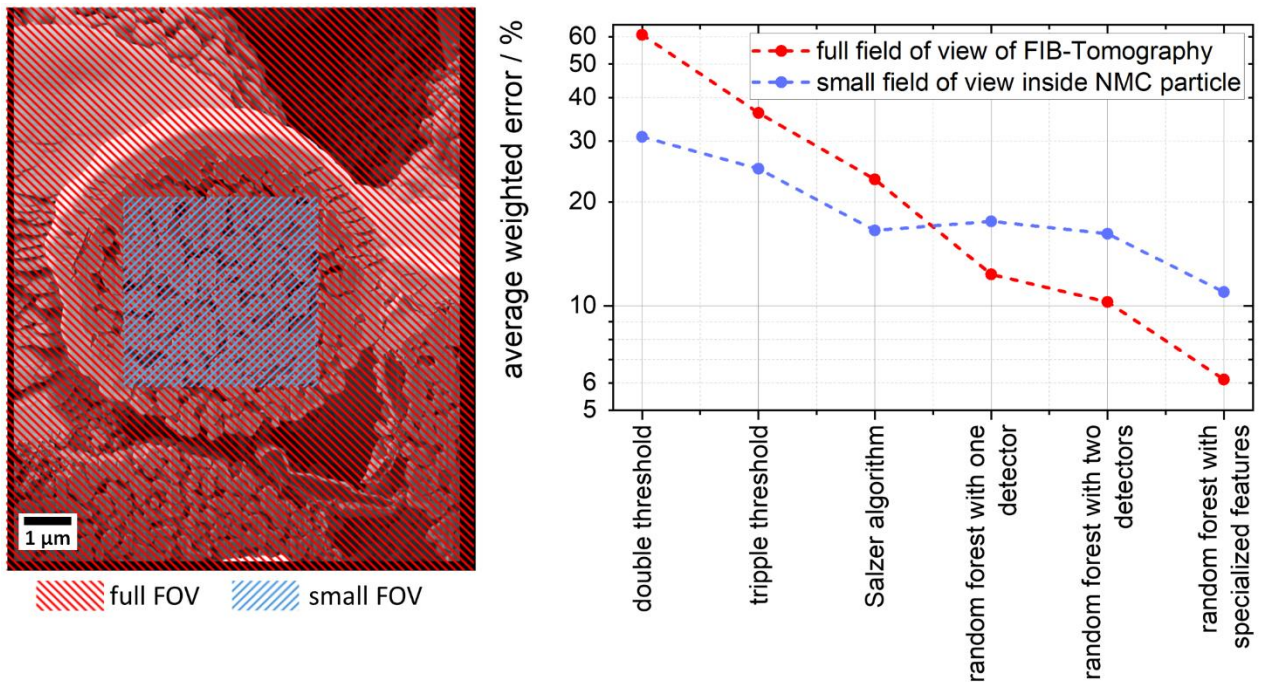 1 µm
full FOV
small FOV
average weighted error / %
60
50
40
30
20
10
6
5
full field of view of FIB-Tomography
small field of view inside NMC particle
double threshold
tripple threshold
Salzer algorithm
random forest with one
detector
random forest with two
detectors
random forest with
specialized features